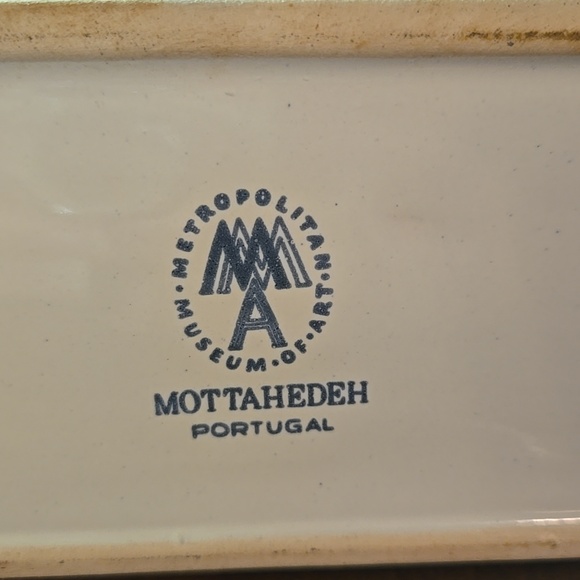 ·METROPOLITAN·
MUSEUM·OF·ART
MMA
MOTTAHEDEH
PORTUGAL